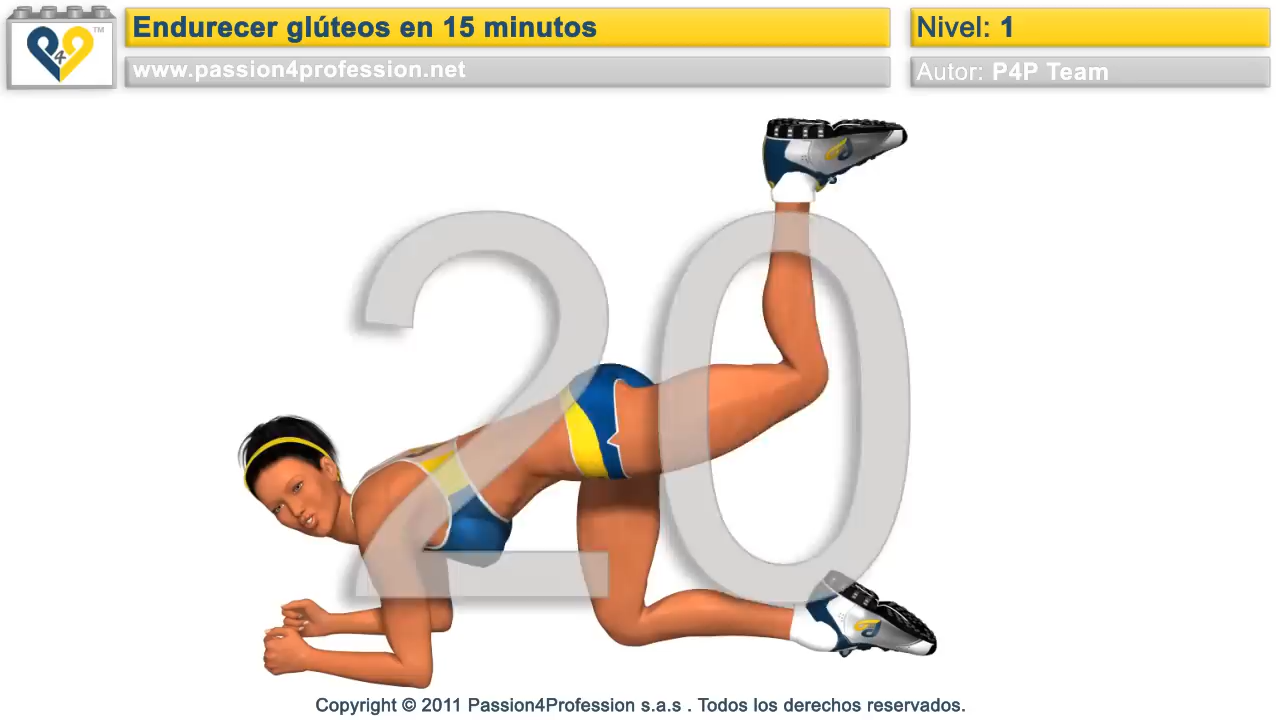 P4P™
Endurecer glúteos en 15 minutos
Nivel: 1
www.passion4profession.net
Autor: P4P Team
20
Copyright © 2011 Passion4Profession s.a.s . Todos los derechos reservados.